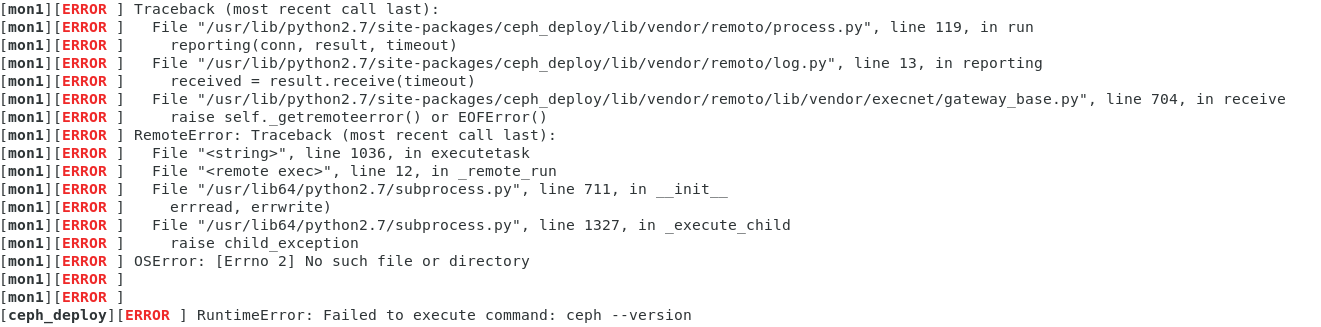 [mon1][ERROR ] Traceback (most recent call last):
[mon1][ERROR ]   File "/usr/lib/python2.7/site-packages/ceph_deploy/lib/vendor/remoto/process.py", line 119, in run
[mon1][ERROR ]     reporting(conn, result, timeout)
[mon1][ERROR ]   File "/usr/lib/python2.7/site-packages/ceph_deploy/lib/vendor/remoto/log.py", line 13, in reporting
[mon1][ERROR ]     received = result.receive(timeout)
[mon1][ERROR ]   File "/usr/lib/python2.7/site-packages/ceph_deploy/lib/vendor/remoto/lib/vendor/execnet/gateway_base.py", line 704, in receive
[mon1][ERROR ]     raise self._getremoteerror() or EOFError()
[mon1][ERROR ] RemoteError: Traceback (most recent call last):
[mon1][ERROR ]   File "<string>", line 1036, in executetask
[mon1][ERROR ]   File "<remote exec>", line 12, in _remote_run
[mon1][ERROR ]   File "/usr/lib64/python2.7/subprocess.py", line 711, in __init__
[mon1][ERROR ]     errread, errwrite)
[mon1][ERROR ]   File "/usr/lib64/python2.7/subprocess.py", line 1327, in _execute_child
[mon1][ERROR ]     raise child_exception
[mon1][ERROR ] OSError: [Errno 2] No such file or directory
[mon1][ERROR ]
[mon1][ERROR ]
[ceph_deploy][ERROR ] RuntimeError: Failed to execute command: ceph --version